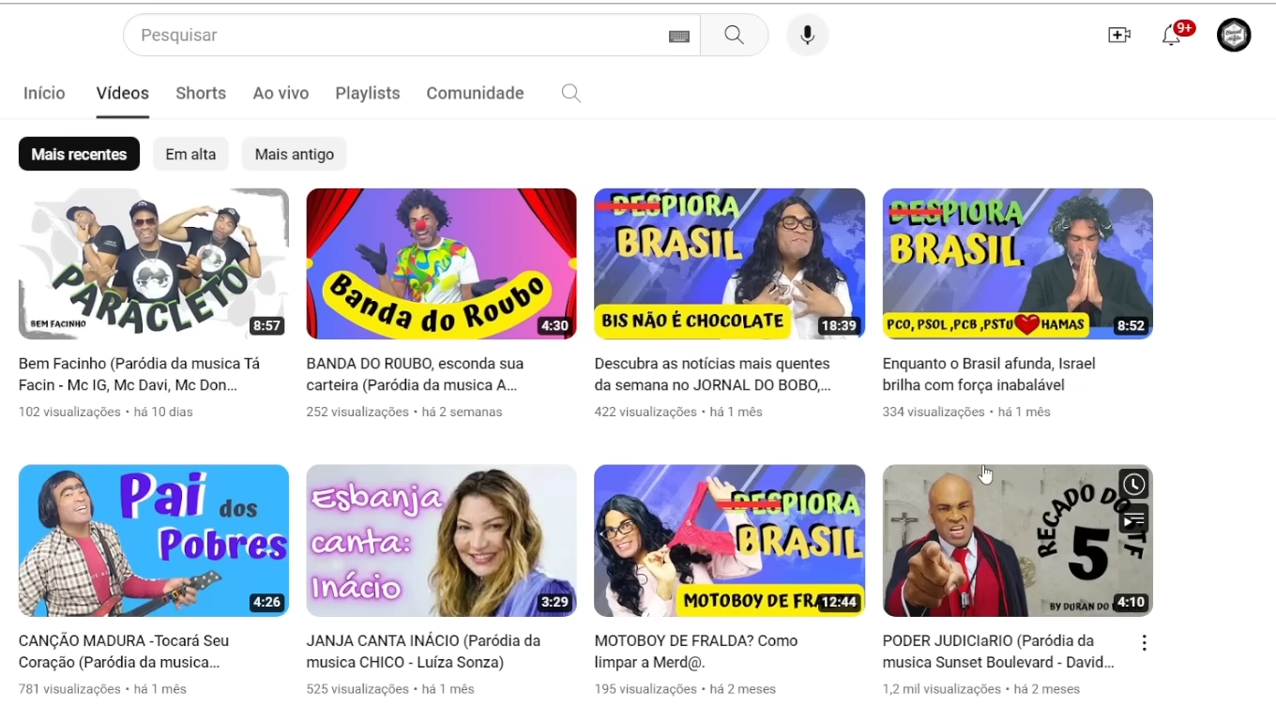 Pesquisar
9+
Início
Vídeos
Shorts
Ao vivo
Playlists
Comunidade
Mais recentes
Em alta
Mais antigo
PARACLETO
BEM FACINHO
8:57
Banda do Roubo
4:30
DESPIORA
BRASIL
BIS NÃO É CHOCOLATE
18:39
DESPIORA
BRASIL
PCO, PSOL ,PCB ,PSTU HAMAS
8:52
Bem Facinho (Paródia da musica Tá
Facin - Mc IG, Mc Davi, Mc Don...
102 visualizações • há 10 dias
BANDA DO R0UBO, esconda sua
carteira (Paródia da musica A...
252 visualizações • há 2 semanas
Descubra as notícias mais quentes
da semana no JORNAL DO BOBO,...
422 visualizações • há 1 mês
Enquanto o Brasil afunda, Israel
brilha com força inabalável
334 visualizações • há 1 mês
Pai dos
Pobres
4:26
Esbanja
canta:
Inácio
3:29
DESPIORA
BRASIL
MOTOBOY DE FRA
12:44
RECADO DO STF
5
BY DURAN DO
4:10
CANÇÃO MADURA -Tocará Seu
Coração (Paródia da musica...
781 visualizações • há 1 mês
JANJA CANTA INÁCIO (Paródia da
musica CHICO - Luíza Sonza)
525 visualizações • há 1 mês
MOTOBOY DE FRALDA? Como
limpar a Merd@.
195 visualizações • há 2 meses
PODER JUDICIaRIO (Paródia da
musica Sunset Boulevard - David...
1,2 mil visualizações • há 2 meses